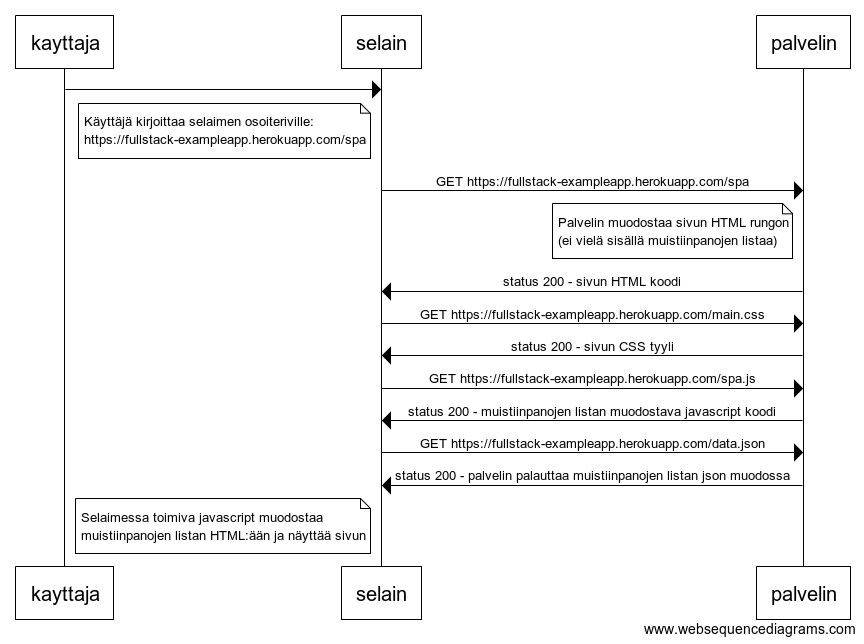 kayttaja
selain
palvelin
Käyttäjä kirjoittaa selaimen osoiteriville:
https://fullstack-exampleapp.herokuapp.com/spa
GET https://fullstack-exampleapp.herokuapp.com/spa
Palvelin muodostaa sivun HTML rungon
(ei vielä sisällä muistiinpanojen listaa)
status 200 - sivun HTML koodi
GET https://fullstack-exampleapp.herokuapp.com/main.css
status 200 - sivun CSS tyyli
GET https://fullstack-exampleapp.herokuapp.com/spa.js
status 200 - muistiinpanojen listan muodostava javascript koodi
GET https://fullstack-exampleapp.herokuapp.com/data.json
status 200 - palvelin palauttaa muistiinpanojen listan json muodossa
Selaimessa toimiva javascript muodostaa
muistiinpanojen listan HTML:ään ja näyttää sivun
kayttaja
selain
palvelin
www.websequencediagrams.com